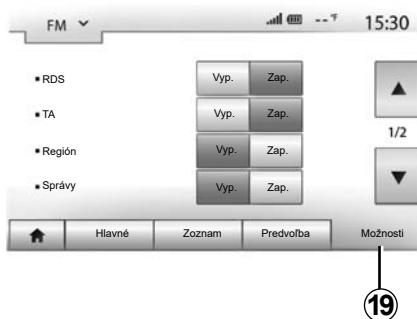 FM -- °F 15:30
RDS Vyp. Zap.
TA Vyp. Zap.
1/2
Región Vyp. Zap.
Správy Vyp. Zap.
Hlavné Zoznam Predvoľba Možnosti
19